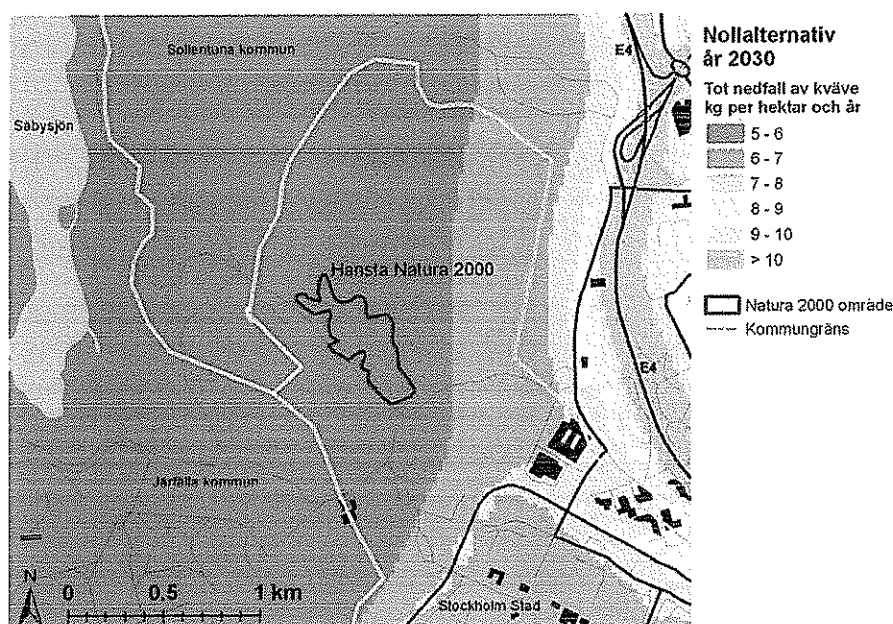 Sollentuna kommun
E4
Säbysjön
Hansta Natura 2000
E4
Järfälla kommun
N
0 0.5 1 km
Stockholm Stad
Nollalternativ
år 2030
Tot nedfall av kväve
kg per hektar och år
5 - 6
6 - 7
7 - 8
8 - 9
9 - 10
> 10
Natura 2000 område
Kommungräns